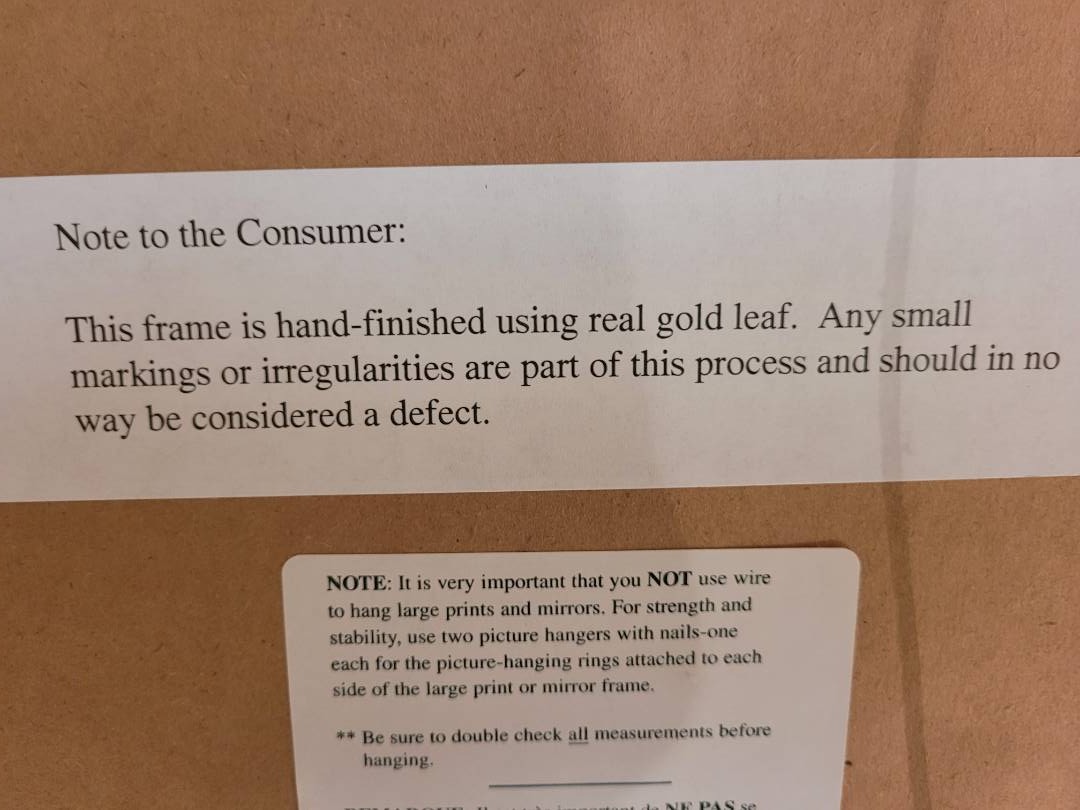 Note to the Consumer:
This frame is hand-finished using real gold leaf. Any small
markings or irregularities are part of this process and should in no
way be considered a defect.
NOTE: It is very important that you NOT use wire
to hang large prints and mirrors. For strength and
stability, use two picture hangers with nails-one
each for the picture-hanging rings attached to each
side of the large print or mirror frame.
** Be sure to double check all measurements before
hanging.
NE PAS se